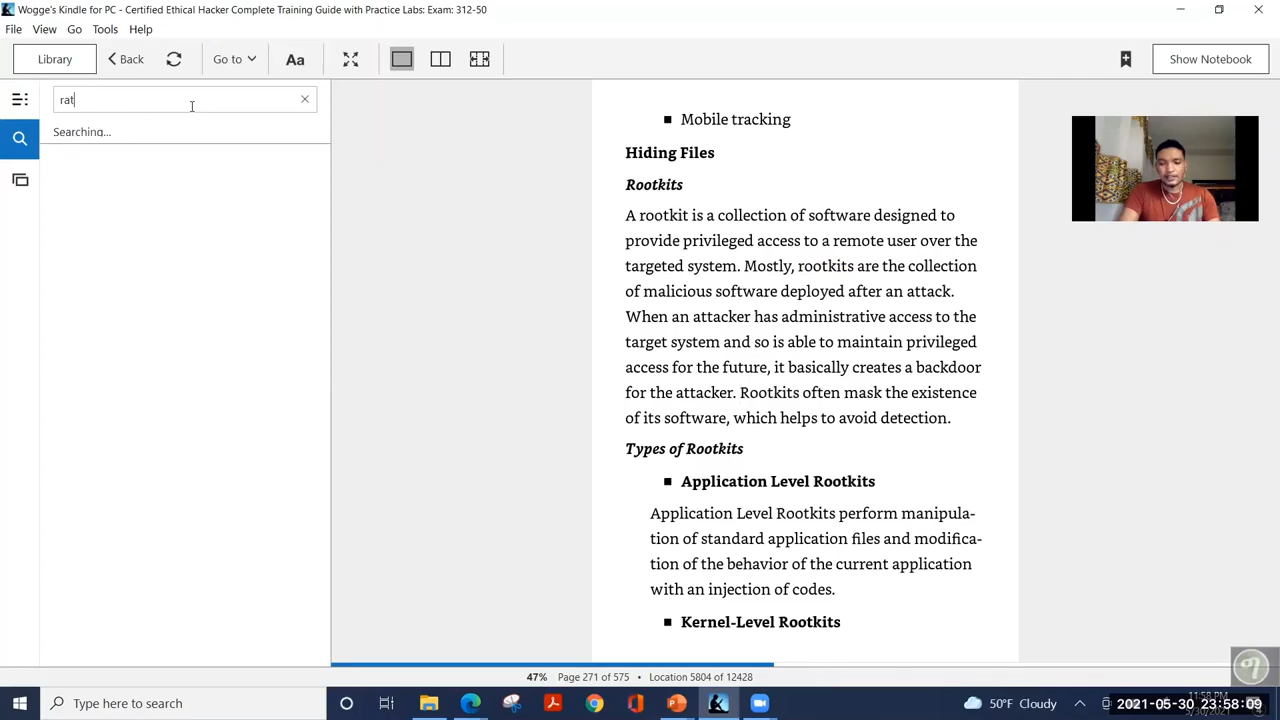 Wogge's Kindle for PC - Certified Ethical Hacker Complete Training Guide with Practice Labs: Exam: 312-50
File View Go Tools Help
Library Back Go to Aa Show Notebook
rat
Searching...
■ Mobile tracking
Hiding Files
Rootkits
A rootkit is a collection of software designed to
provide privileged access to a remote user over the
targeted system. Mostly, rootkits are the collection
of malicious software deployed after an attack.
When an attacker has administrative access to the
target system and so is able to maintain privileged
access for the future, it basically creates a backdoor
for the attacker. Rootkits often mask the existence
of its software, which helps to avoid detection.
Types of Rootkits
■ Application Level Rootkits
Application Level Rootkits perform manipula-
tion of standard application files and modifica-
tion of the behavior of the current application
with an injection of codes.
■ Kernel-Level Rootkits
47% Page 271 of 575 • Location 5804 of 12428
Type here to search
50°F Cloudy
2021-05-30 23:58:09